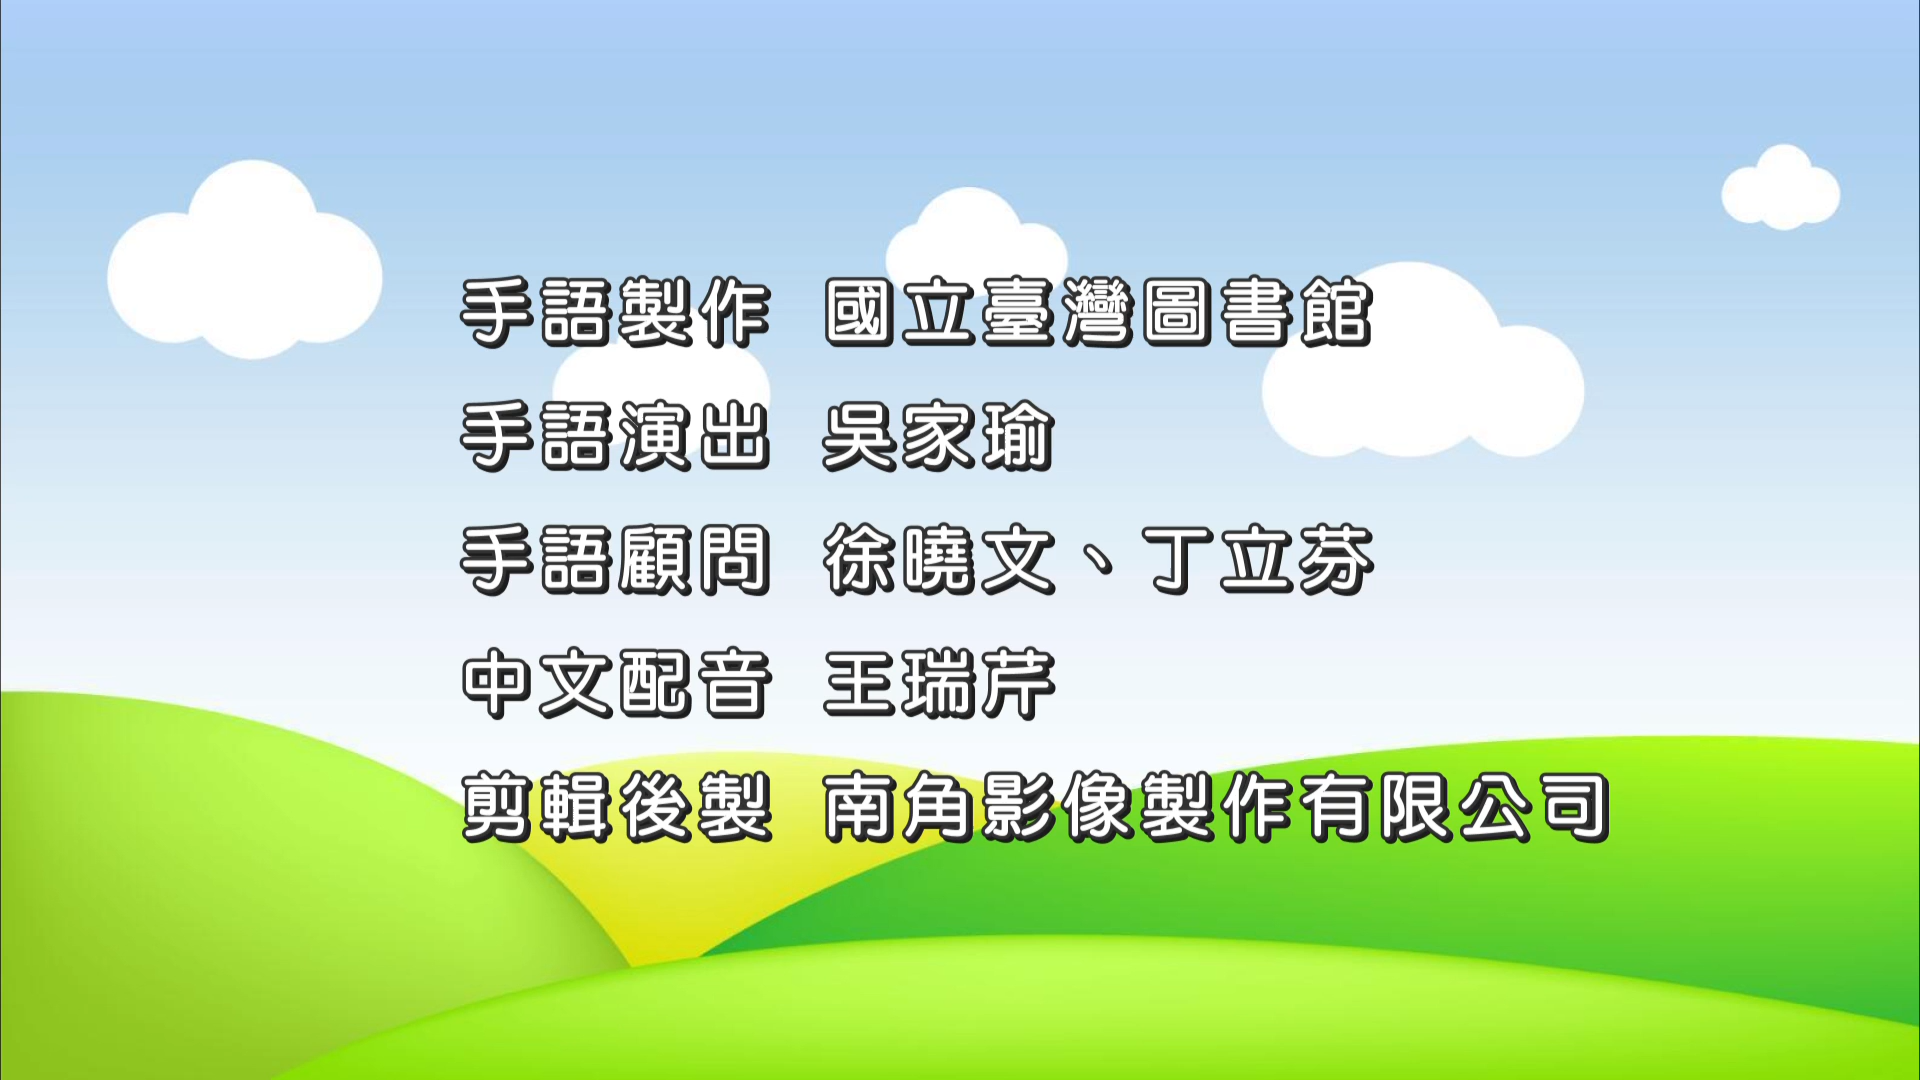 手語製作 國立臺灣圖書館
手語演出 吳家瑜
手語顧問 徐曉文、丁立芬
中文配音 王瑞芹
剪輯後製 南角影像製作有限公司